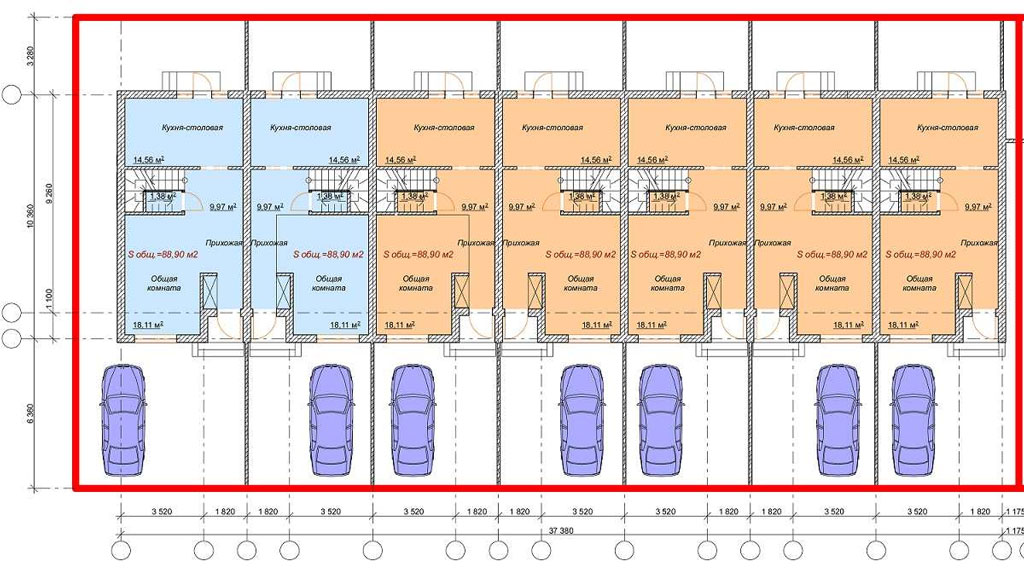 3 280
10 360
9 260
1 100
6 360
Кухня-столовая Кухня-столовая Кухня-столовая Кухня-столовая Кухня-столовая Кухня-столовая Кухня-столовая
14,56 м² 14,56 м² 14,56 м² 14,56 м² 14,56 м² 14,56 м² 14,56 м²
1,38 м² 1,38 м² 1,38 м² 1,38 м² 1,38 м² 1,38 м² 1,38 м²
9,97 м² 9,97 м² 9,97 м² 9,97 м² 9,97 м² 9,97 м² 9,97 м²
Прихожая Прихожая Прихожая Прихожая Прихожая Прихожая Прихожая
S общ.=88,90 м2 S общ.=88,90 м2 S общ.=88,90 м2 S общ.=88,90 м2 S общ.=88,90 м2 S общ.=88,90 м2 S общ.=88,90 м2
Общая Общая Общая Общая Общая Общая Общая
комната комната комната комната комната комната комната
18,11 м² 18,11 м² 18,11 м² 18,11 м² 18,11 м² 18,11 м² 18,11 м²
3 520 1 820 1 820 3 520 3 520 1 820 1 820 3 520 3 520 1 820 1 820 3 520 3 520 1 820 1 175
37 380 1 175